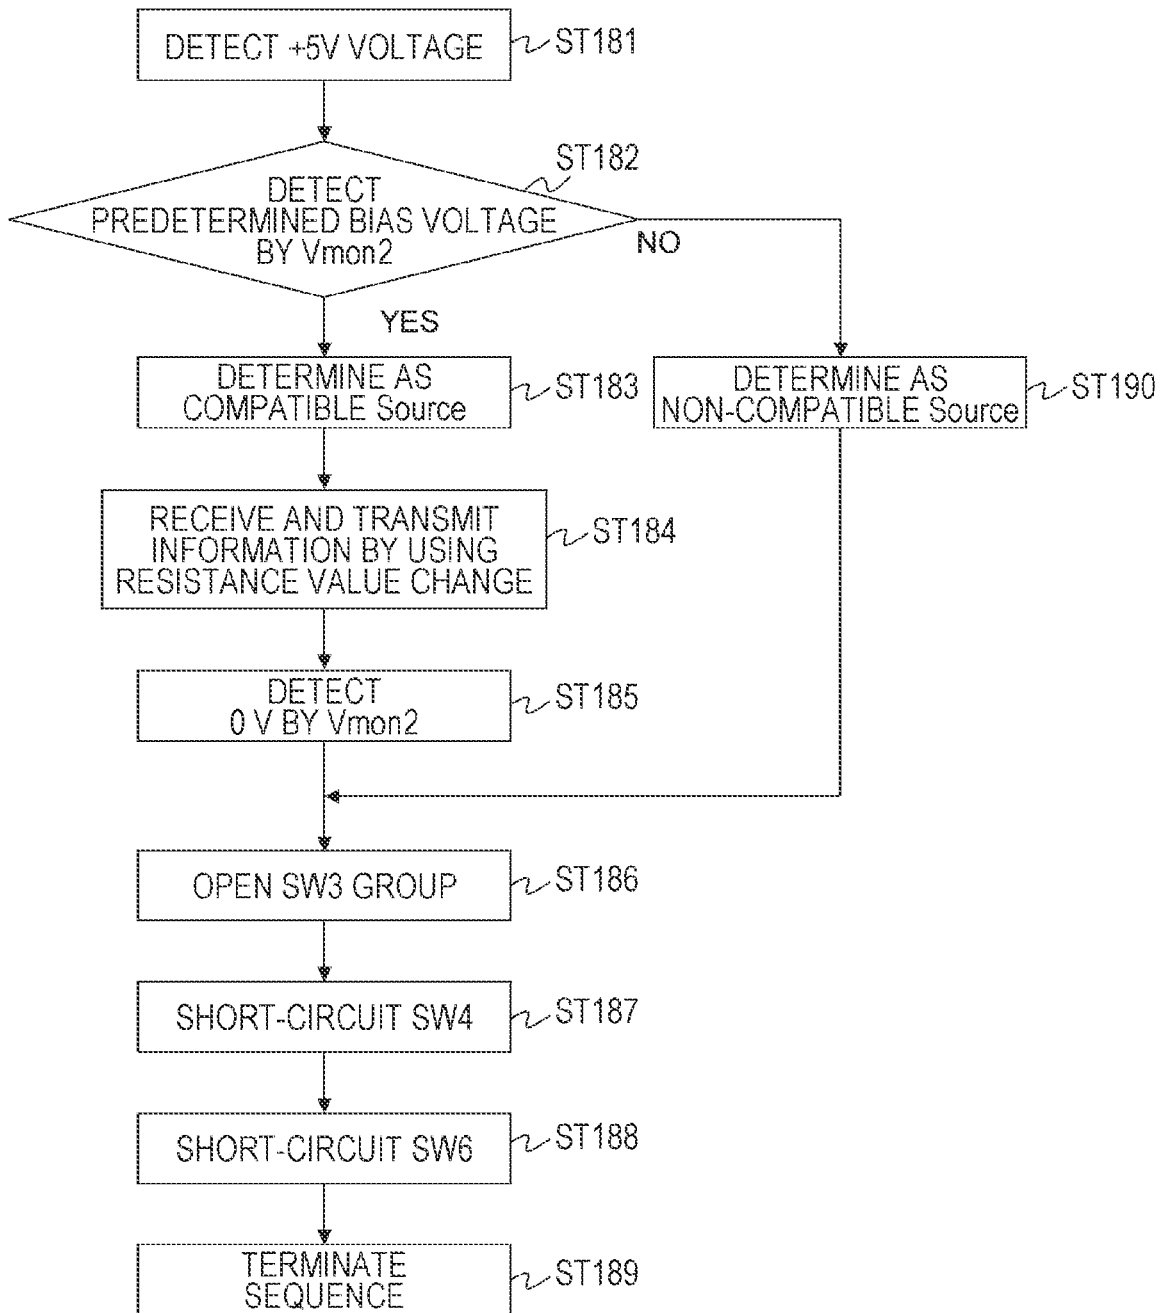 DETECT +5V VOLTAGE
ST181
DETECT
PREDETERMINED BIAS VOLTAGE
BY Vmon2
ST182
NO
YES
DETERMINE AS
COMPATIBLE Source
ST183
DETERMINE AS
NON-COMPATIBLE Source
ST190
RECEIVE AND TRANSMIT
INFORMATION BY USING
RESISTANCE VALUE CHANGE
ST184
DETECT
0 V BY Vmon2
ST185
OPEN SW3 GROUP
ST186
SHORT-CIRCUIT SW4
ST187
SHORT-CIRCUIT SW6
ST188
TERMINATE
SEQUENCE
ST189